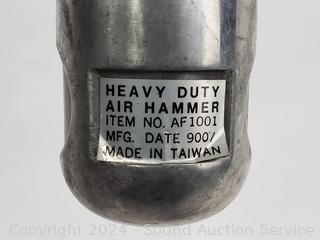 HEAVY DUTY
AIR HAMMER
ITEM NO. AF1001
MFG. DATE 9007
MADE IN TAIWAN
Copyright 2024 - Sound Auction Service